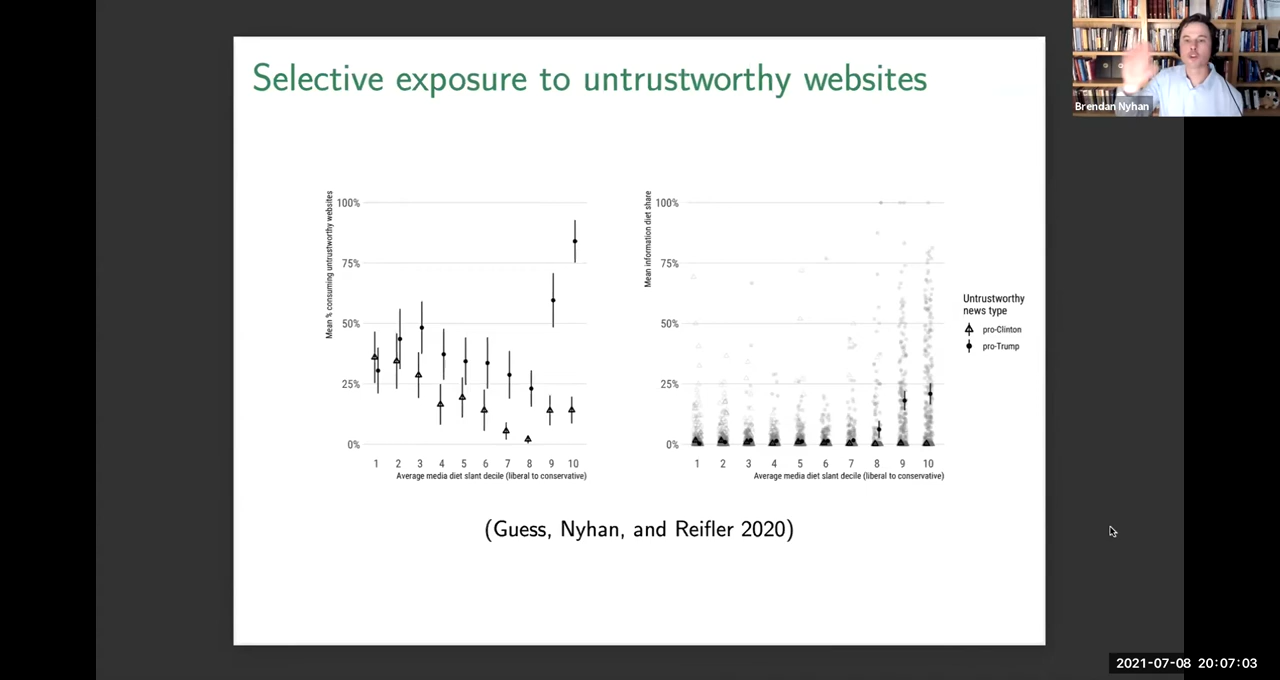 Selective exposure to untrustworthy websites
Brendan Nyhan
Mean % consuming untrustworthy websites
100%
75%
50%
25%
0%
1 2 3 4 5 6 7 8 9 10
Average media diet slant decile (liberal to conservative)
Mean information diet share
100%
75%
50%
25%
0%
1 2 3 4 5 6 7 8 9 10
Average media diet slant decile (liberal to conservative)
Untrustworthy
news type
pro-Clinton
pro-Trump
(Guess, Nyhan, and Reifler 2020)
2021-07-08 20:07:03